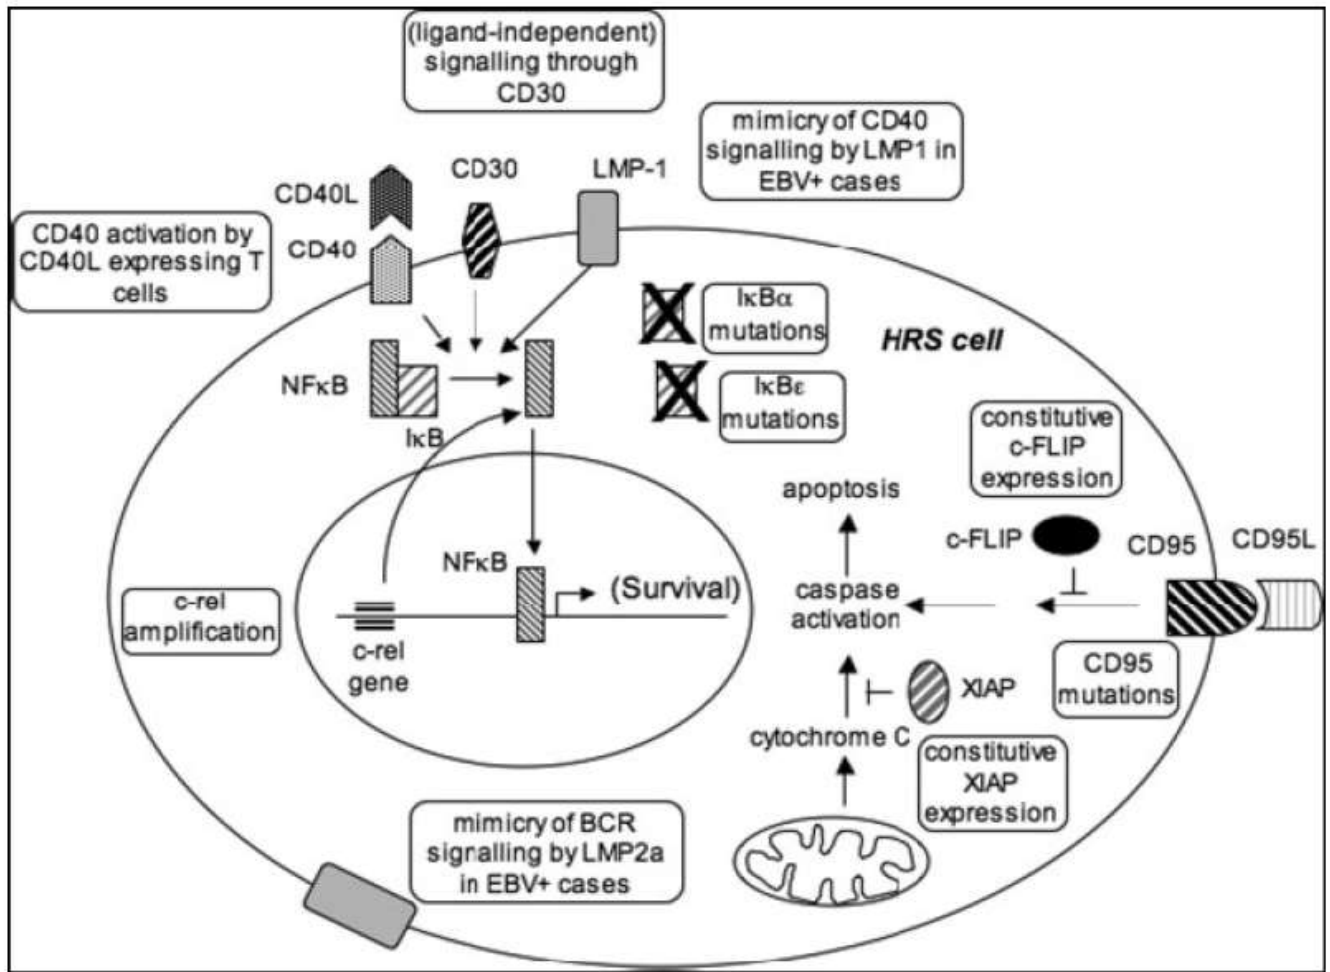 (ligand-independent)
signalling through
CD30
mimicry of CD40
signalling by LMP1 in
EBV+ cases
CD30
LMP-1
CD40L
CD40
CD40 activation by
CD40L expressing T
cells
IκBα
mutations
HRS cell
NFκB
IκB
IκBε
mutations
constitutive
c-FLIP
expression
apoptosis
c-FLIP
CD95
CD95L
NFκB
(Survival)
caspase
activation
c-rel
amplification
c-rel
gene
CD95
mutations
XIAP
cytochrome C
constitutive
XIAP
expression
mimicry of BCR
signalling by LMP2a
in EBV+ cases